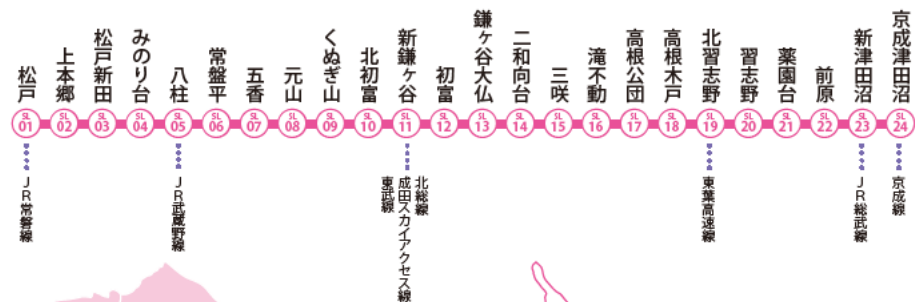 松戸
上本郷
松戸新田
みのり台
八柱
常盤平
五香
元山
くぬぎ山
北初富
新鎌ヶ谷
初富
鎌ヶ谷大仏
二和向台
三咲
滝不動
高根公団
高根木戸
北習志野
習志野
薬園台
前原
新津田沼
京成津田沼
SL 01
SL 02
SL 03
SL 04
SL 05
SL 06
SL 07
SL 08
SL 09
SL 10
SL 11
SL 12
SL 13
SL 14
SL 15
SL 16
SL 17
SL 18
SL 19
SL 20
SL 21
SL 22
SL 23
SL 24
JR常磐線
JR武蔵野線
北総線
成田スカイアクセス線
東武線
東葉高速線
JR総武線
京成線